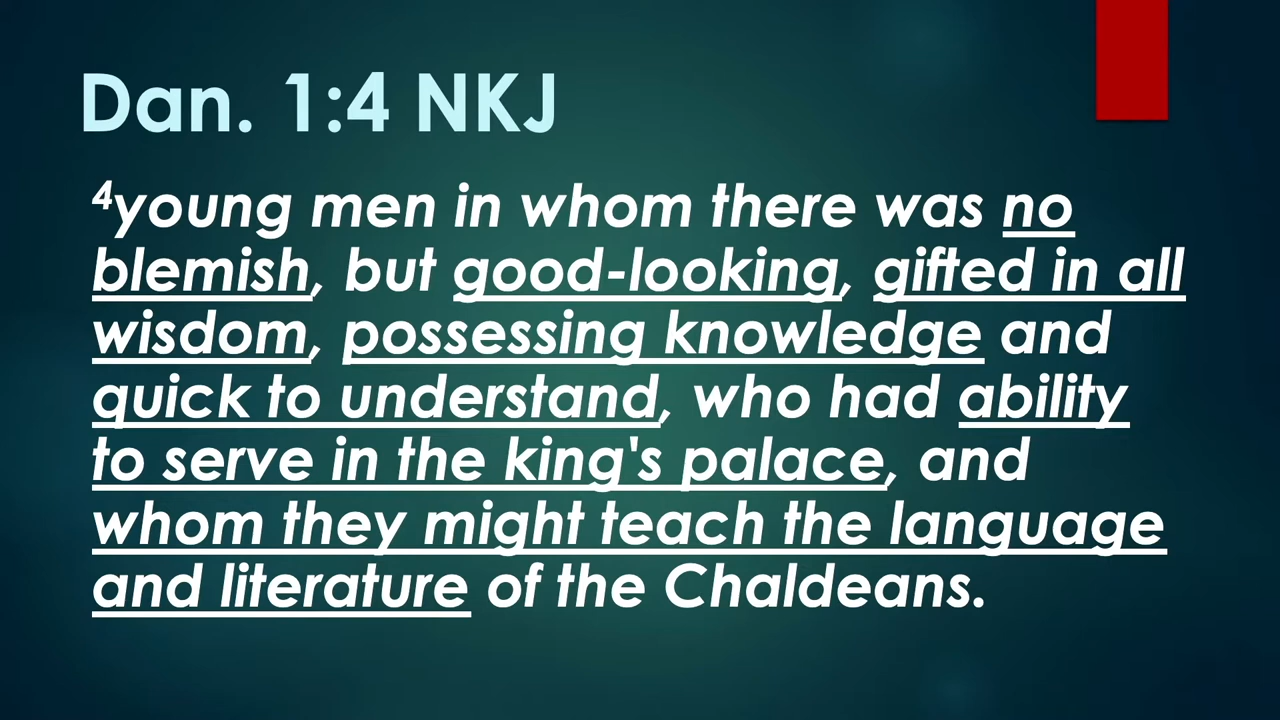 Dan. 1:4 NKJ
⁴young men in whom there was no
blemish, but good-looking, gifted in all
wisdom, possessing knowledge and
quick to understand, who had ability
to serve in the king's palace, and
whom they might teach the language
and literature of the Chaldeans.